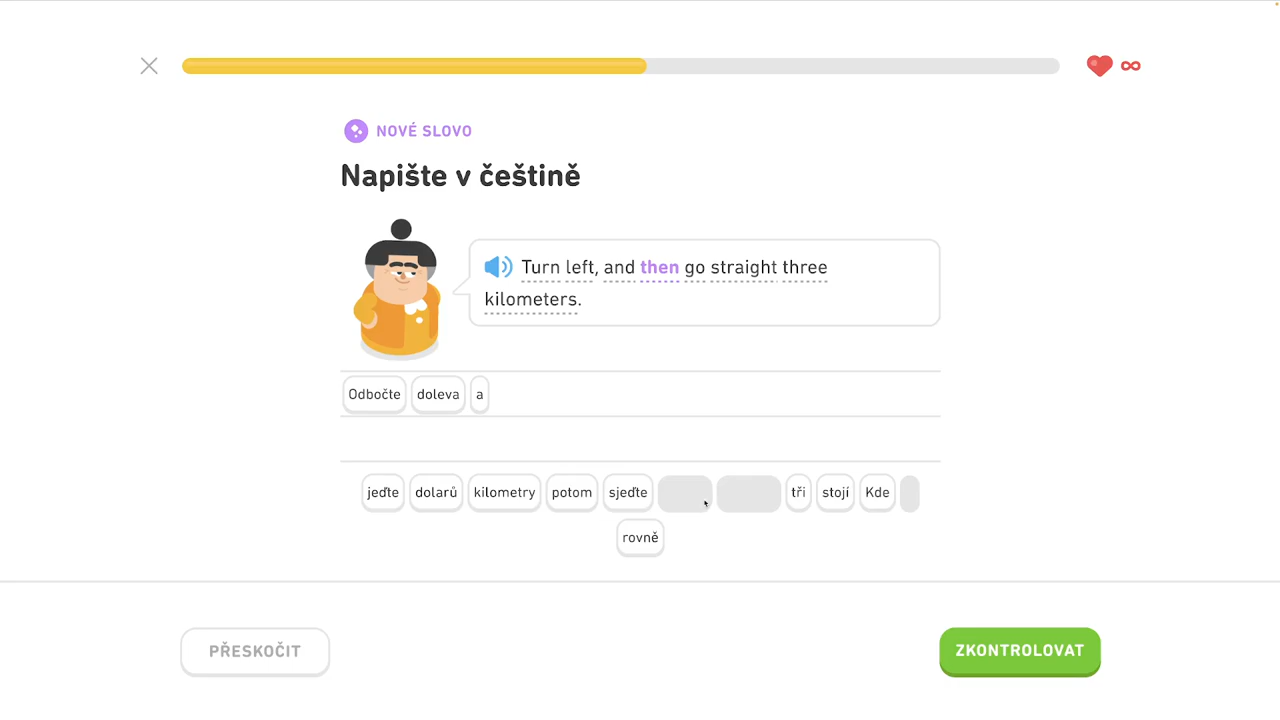 NOVÉ SLOVO
Napište v češtině
Turn left, and then go straight three
kilometers.
Odbočte doleva a
jeďte dolarů kilometry potom sjeďte tři stojí Kde
rovně
PŘESKOČIT ZKONTROLOVAT